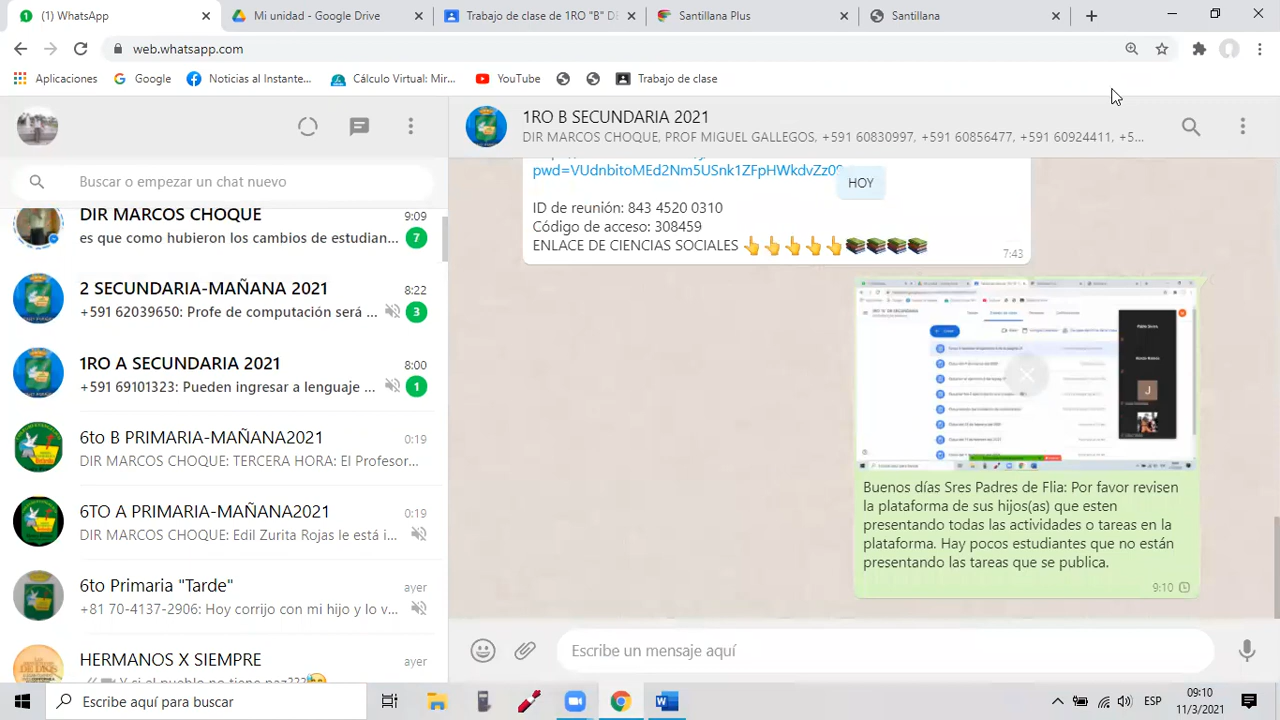 (1) WhatsApp
Mi unidad - Google Drive
Trabajo de clase de 1RO "B" DE
Santillana Plus
Santillana
web.whatsapp.com
Aplicaciones
Google
Noticias al Instante...
Cálculo Virtual: Mir...
YouTube
Trabajo de clase
1RO B SECUNDARIA 2021
DIR MARCOS CHOQUE, PROF MIGUEL GALLEGOS, +591 60830997, +591 60856477, +591 60924411, +5...
Buscar o empezar un chat nuevo
DIR MARCOS CHOQUE
9:09
es que como hubieron los cambios de estudian...
7
2 SECUNDARIA-MAÑANA 2021
8:22
+591 62039650: Profe de computación será ...
3
1RO A SECUNDARIA 2021
8:06
+591 69101323: Pueden ingresar lenguaje ...
1
6to B PRIMARIA-MAÑANA2021
0:19
DIR MARCOS CHOQUE: TERCERA HORA: El Profesor...
6TO A PRIMARIA-MAÑANA2021
0:19
DIR MARCOS CHOQUE: Edil Zurita Rojas le está i...
6to Primaria "Tarde"
ayer
+81 70-4137-2906: Hoy corrijo con mi hijo y lo v...
HERMANOS X SIEMPRE
ayer
Y si el pueblo no tiene paz???
HOY
ID de reunión: 843 4520 0310
Código de acceso: 308459
ENLACE DE CIENCIAS SOCIALES 👆👆👆👆👆📚📚📚📚
7:43
Buenos días Sres Padres de Flia: Por favor revisen
la plataforma de sus hijos(as) que esten
presentando todas las actividades o tareas en la
plataforma. Hay pocos estudiantes que no están
presentando las tareas que se publica.
9:10
Escribe un mensaje aquí
Escribe aquí para buscar
ESP
09:10
11/3/2021